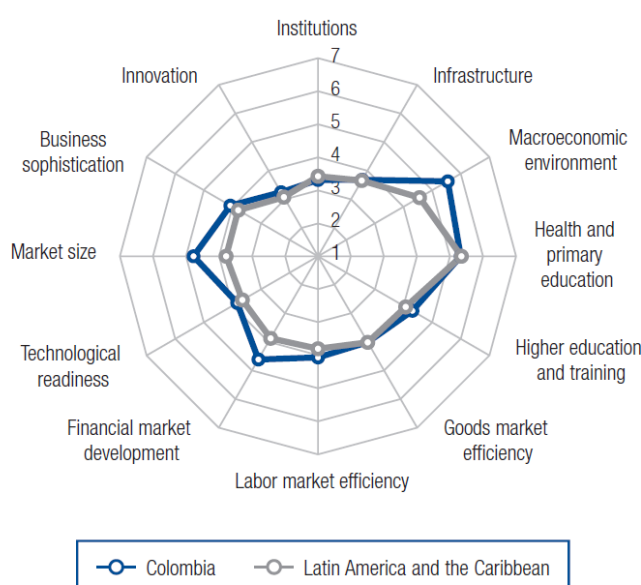 Institutions
Innovation
Infrastructure
Business
sophistication
Macroeconomic
environment
Market size
Health and
primary
education
Technological
readiness
Higher education
and training
Financial market
development
Goods market
efficiency
Labor market efficiency
7
6
5
4
3
2
1
Colombia
Latin America and the Caribbean